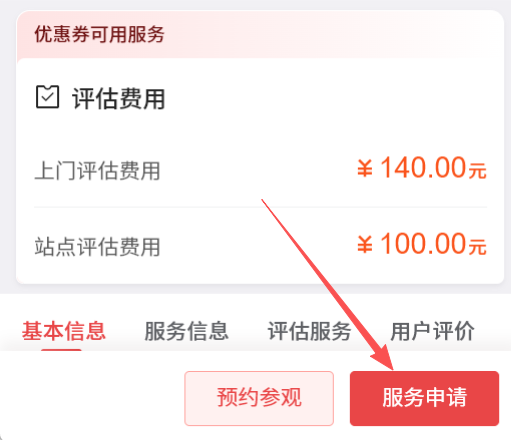 优惠券可用服务
评估费用
上门评估费用 ¥ 140.00元
站点评估费用 ¥ 100.00元
基本信息 服务信息 评估服务 用户评价
预约参观 服务申请